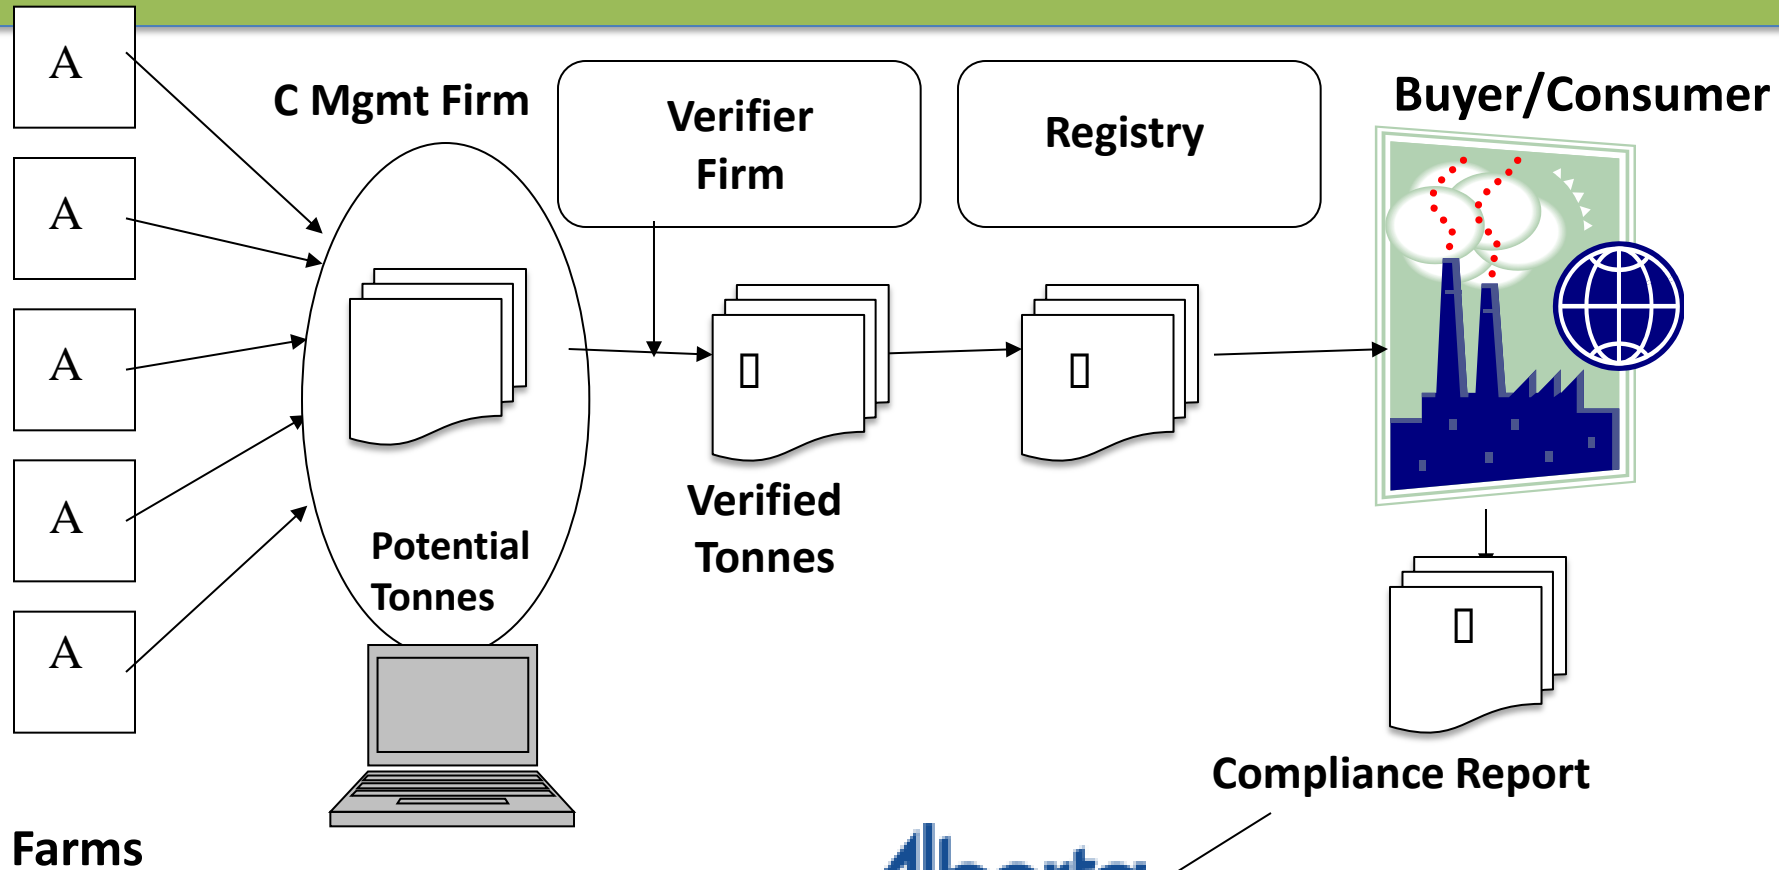 A
A
A
A
A
C Mgmt Firm
Verifier
Firm
Registry
Buyer/Consumer
Potential
Tonnes
Verified
Tonnes
Compliance Report
Farms